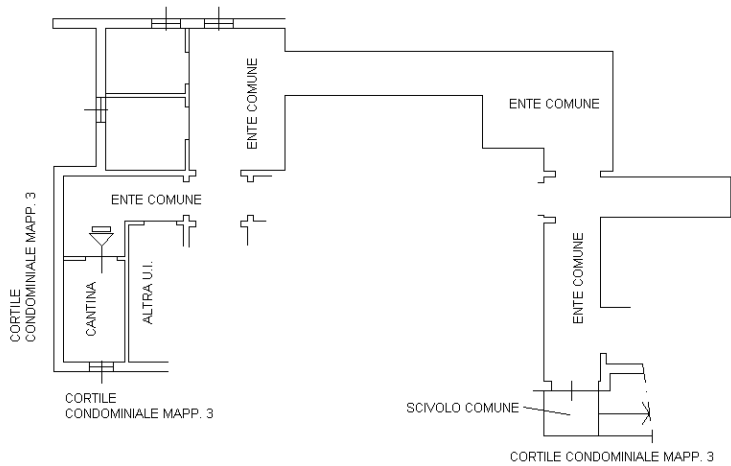 ENTE COMUNE
ENTE COMUNE
ENTE COMUNE
CORTILE
CONDOMINIALE MAPP. 3
CANTINA
ALTRA U.I.
ENTE COMUNE
CORTILE
CONDOMINIALE MAPP. 3
SCIVOLO COMUNE
CORTILE CONDOMINIALE MAPP. 3